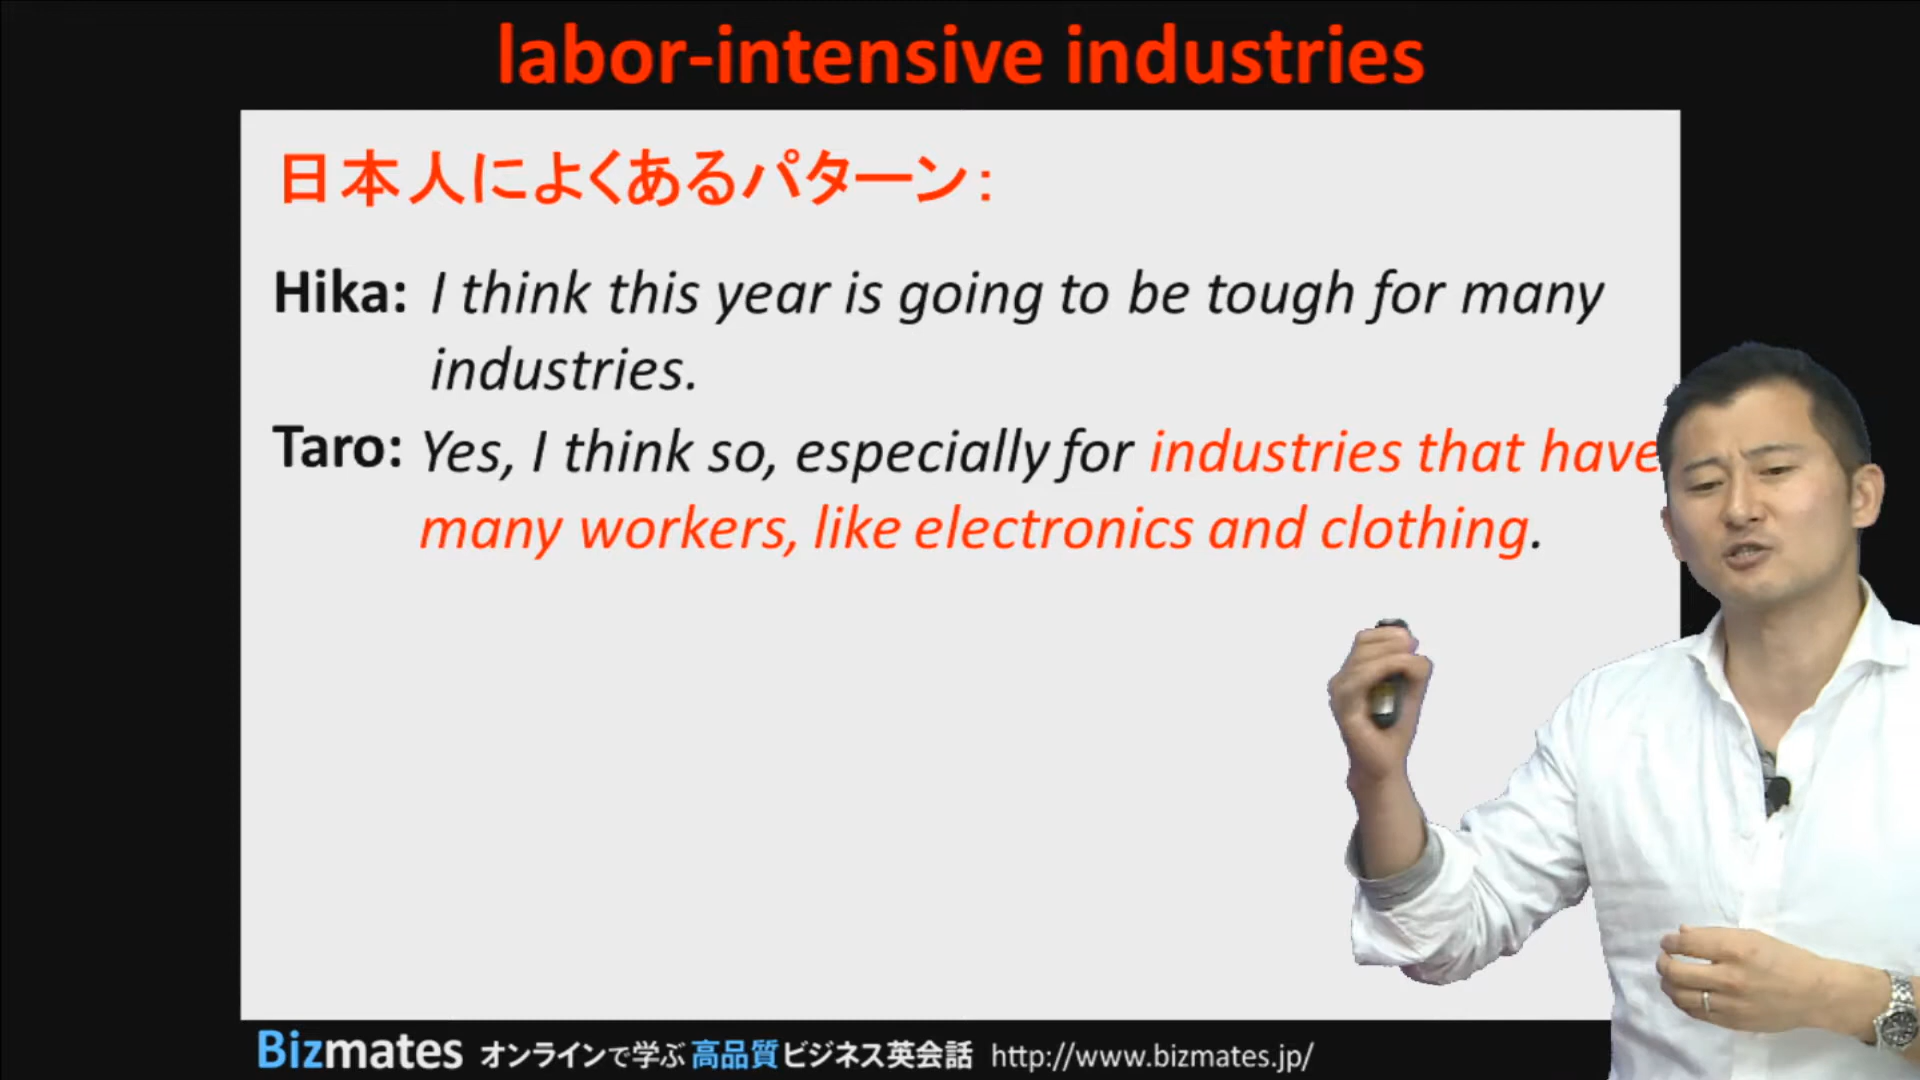 labor-intensive industries
日本人によくあるパターン：
Hika: I think this year is going to be tough for many
industries.
Taro: Yes, I think so, especially for industries that have
many workers, like electronics and clothing.
Bizmates オンラインで学ぶ 高品質ビジネス英会話 http://www.bizmates.jp/